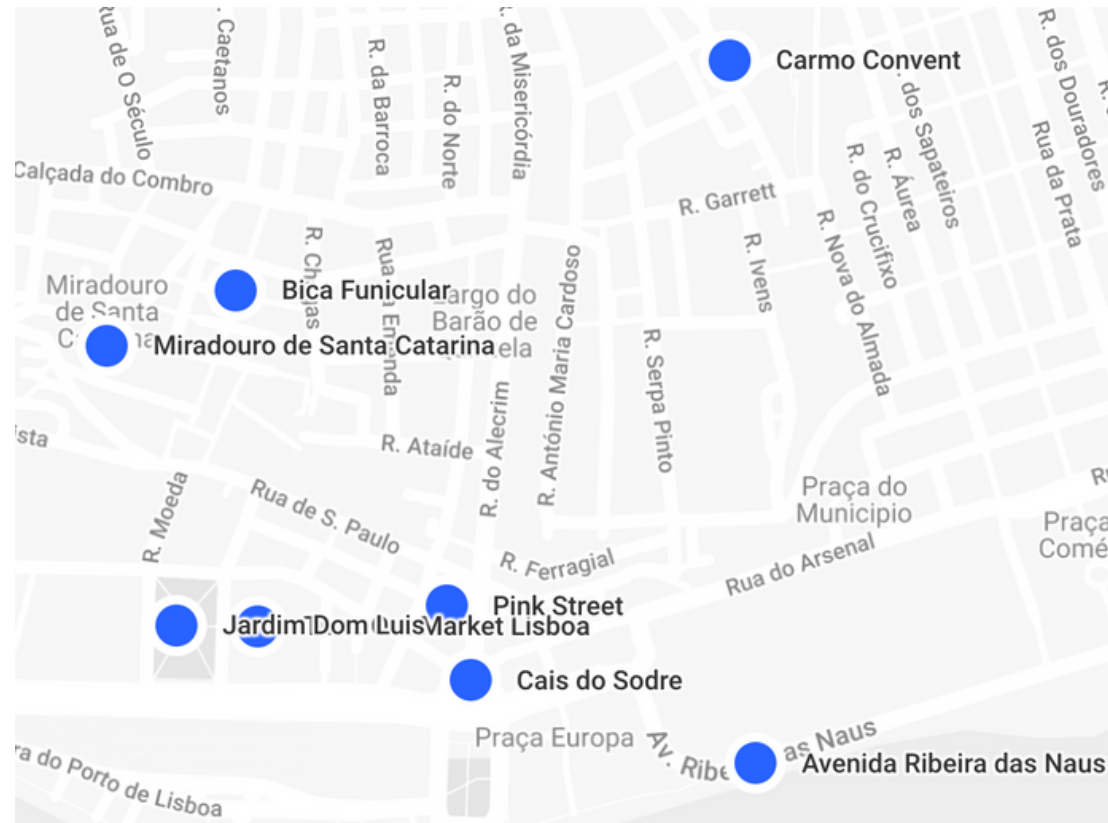 Rua de O Século
Caetanos
R. da Barroca
R. do Norte
R. da Misericórdia
Carmo Convent
R. dos Douradores
dos Sapateiros
R. Áurea
R. do Crucifixo
Rua da Prata
Calçada do Combro
R. Garrett
R. Ivens
R. Nova do Almada
R. Chagas
Rua
Miradouro
de Santa
Bica Funicular
Largo do
Barão de
Miradouro de Santa Catarina
R. António Maria Cardoso
R. Serpa Pinto
R. do Alecrim
R. Ataíde
R. Moeda
Rua de S. Paulo
Praça do
Municipio
Praça
Comé
R. Ferragial
Rua do Arsenal
Pink Street
Jardim Dom Luis
Market Lisboa
Cais do Sodre
Praça Europa
Av. Ribe
as Naus
Avenida Ribeira das Naus
ra do Porto de Lisboa